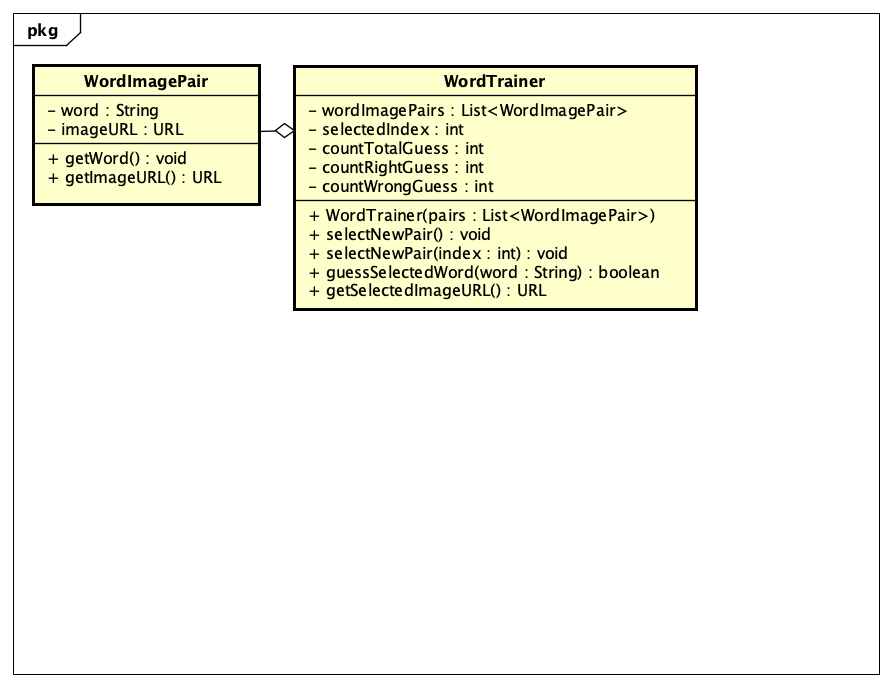 pkg
WordImagePair
- word : String
- imageURL : URL
+ getWord() : void
+ getImageURL() : URL
WordTrainer
- wordImagePairs : List<WordImagePair>
- selectedIndex : int
- countTotalGuess : int
- countRightGuess : int
- countWrongGuess : int
+ WordTrainer(pairs : List<WordImagePair>)
+ selectNewPair() : void
+ selectNewPair(index : int) : void
+ guessSelectedWord(word : String) : boolean
+ getSelectedImageURL() : URL